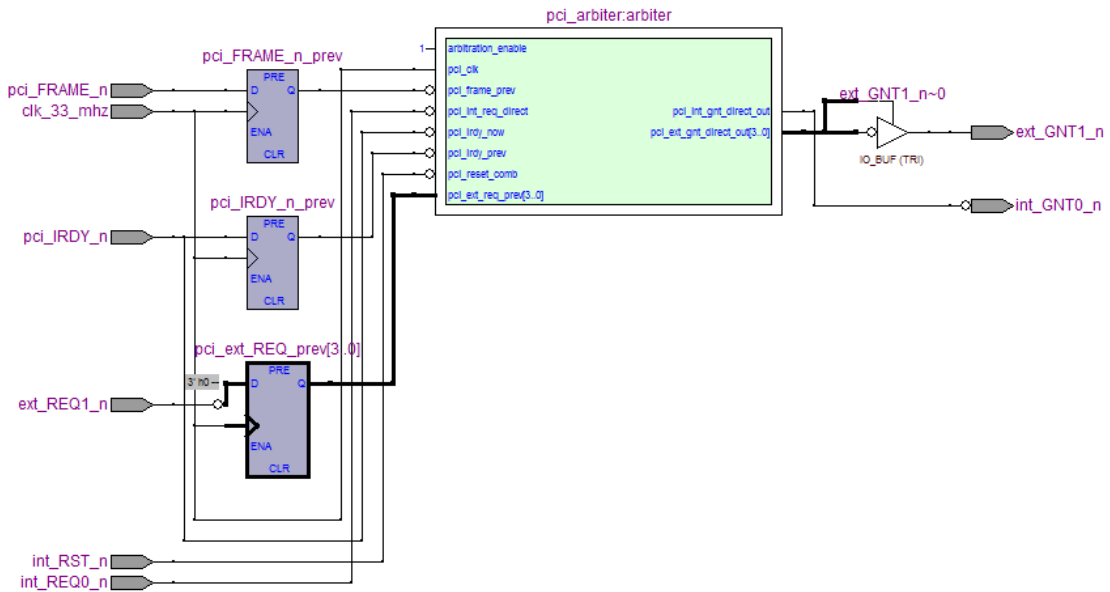 pci_arbiter:arbiter
pci_FRAME_n_prev
PRE
D
Q
ENA
CLR
pci_FRAME_n
clk_33_mhz
1
arbitration_enable
pci_clk
pci_frame_prev
pci_int_req_direct
pci_irdy_now
pci_irdy_prev
pci_reset_comb
pci_ext_req_prev[3..0]
pci_int_gnt_direct_out
pci_ext_gnt_direct_out[3..0]
ext_GNT1_n~0
IO_BUF (TRI)
ext_GNT1_n
int_GNT0_n
pci_IRDY_n_prev
PRE
D
Q
ENA
CLR
pci_IRDY_n
pci_ext_REQ_prev[3..0]
PRE
3' h0
D
Q
ENA
CLR
ext_REQ1_n
int_RST_n
int_REQ0_n